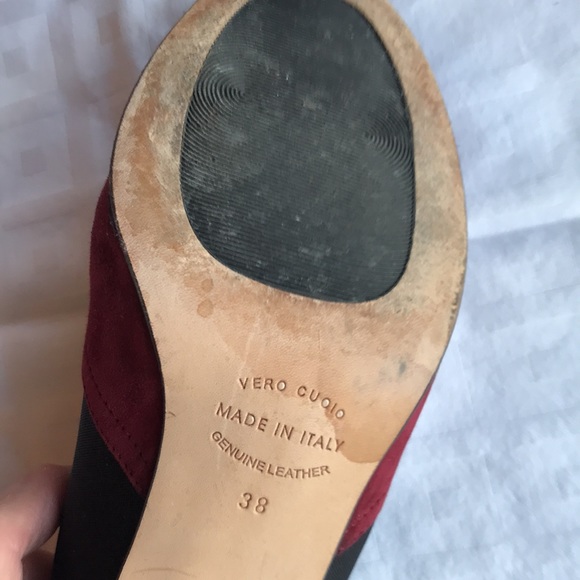 VERO CUOIO
MADE IN ITALY
GENUINE LEATHER
38